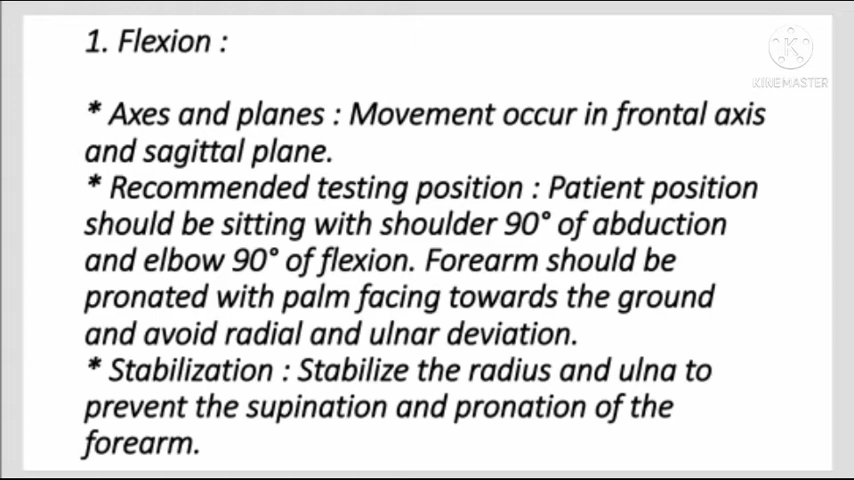 1. Flexion :
KINEMASTER
* Axes and planes : Movement occur in frontal axis
and sagittal plane.
* Recommended testing position : Patient position
should be sitting with shoulder 90° of abduction
and elbow 90° of flexion. Forearm should be
pronated with palm facing towards the ground
and avoid radial and ulnar deviation.
* Stabilization : Stabilize the radius and ulna to
prevent the supination and pronation of the
forearm.